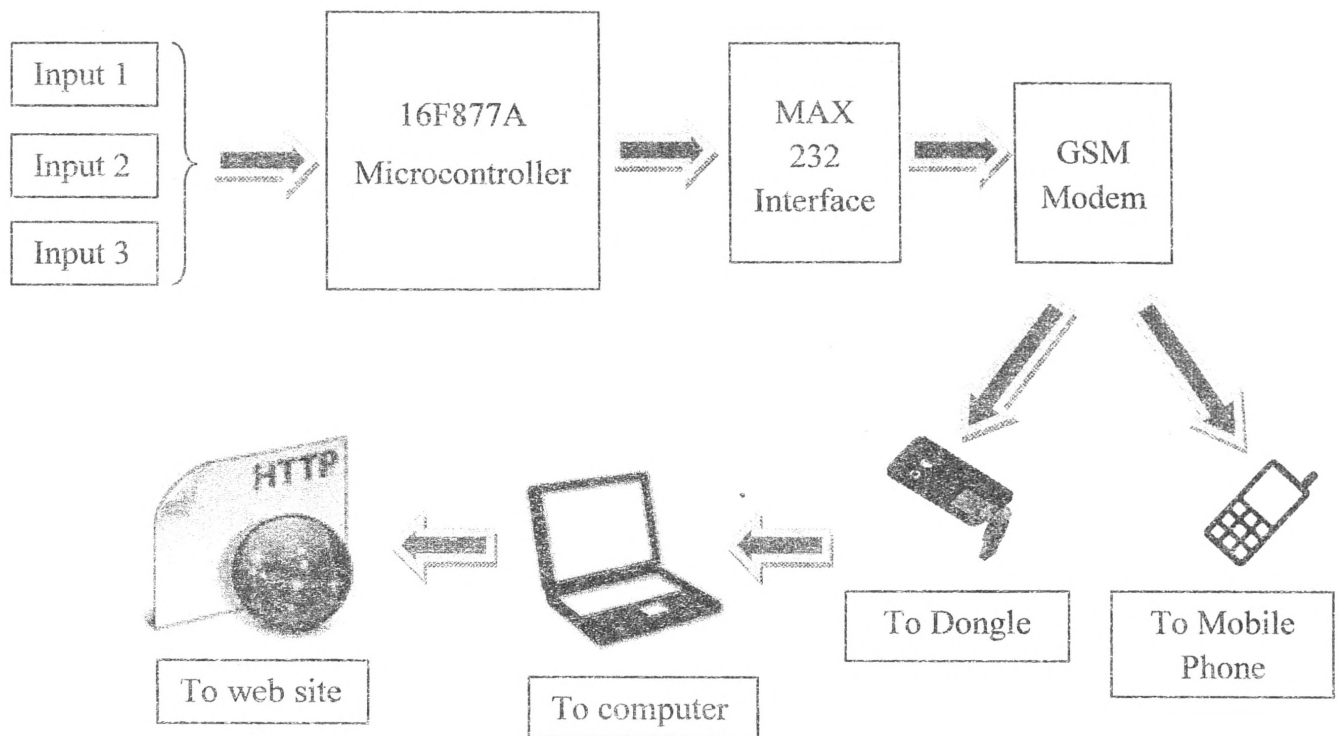 Input 1
Input 2
Input 3
16F877A
Microcontroller
MAX
232
Interface
GSM
Modem
HTTP
To web site
To computer
To Dongle
To Mobile
Phone